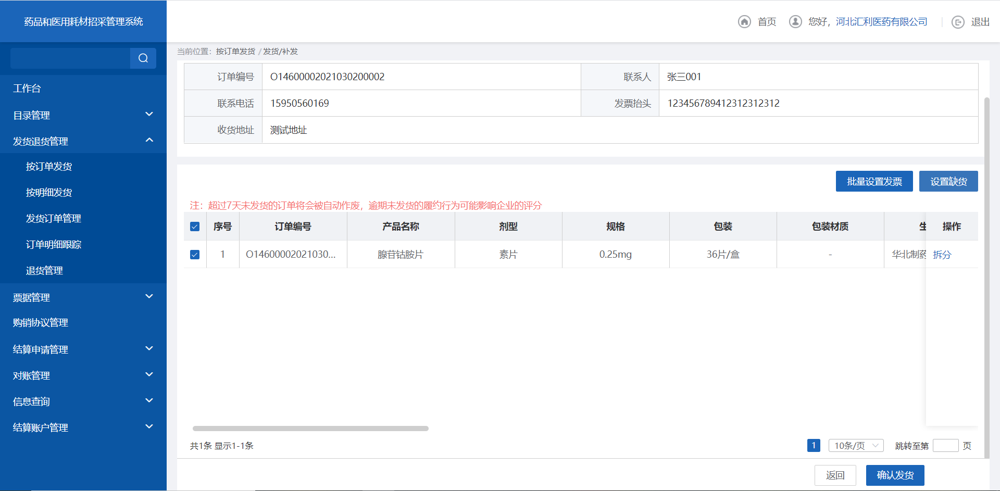 药品和医用耗材招采管理系统
首页
您好，河北汇利医药有限公司
退出
工作台
目录管理
发货退货管理
按订单发货
按明细发货
发货订单管理
订单明细跟踪
退货管理
票据管理
购销协议管理
结算申请管理
对账管理
信息查询
结算账户管理
当前位置：按订单发货 / 发货/补发
订单编号 O14600002021030200002 联系人 张三001
联系电话 15950560169 发票抬头 123456789412312312312
收货地址 测试地址
批量设置发票 设置缺货
注：超过7天未发货的订单将会被自动作废，逾期未发货的履约行为可能影响企业的评分
序号 订单编号 产品名称 剂型 规格 包装 包装材质 生 操作
1 O14600002021030... 腺苷钴胺片 素片 0.25mg 36片/盒 - 华北制药 拆分
共1条 显示1-1条
1 10条/页 跳转至第 页
返回 确认发货